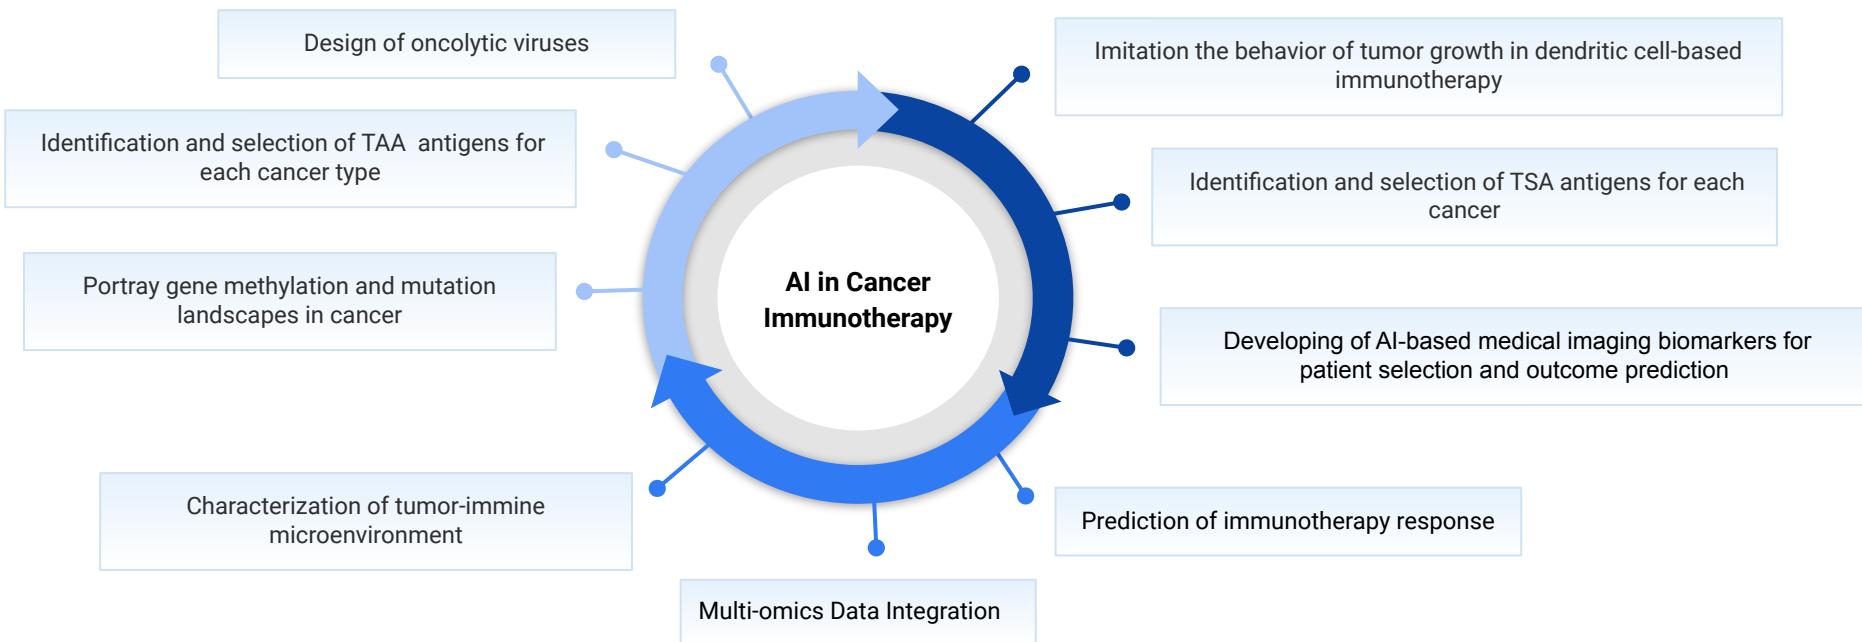 Design of oncolytic viruses
Imitation the behavior of tumor growth in dendritic cell-based
immunotherapy
Identification and selection of TAA antigens for
each cancer type
Identification and selection of TSA antigens for each
cancer
Portray gene methylation and mutation
landscapes in cancer
AI in Cancer
Immunotherapy
Developing of AI-based medical imaging biomarkers for
patient selection and outcome prediction
Characterization of tumor-immine
microenvironment
Prediction of immunotherapy response
Multi-omics Data Integration